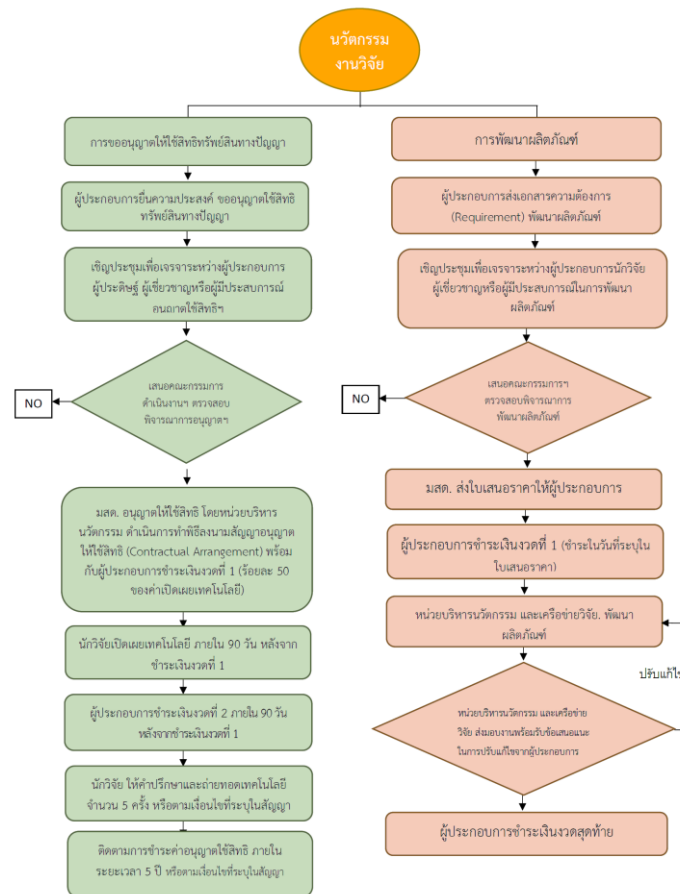 นวัตกรรม
งานวิจัย
การขออนุญาตให้ใช้สิทธิทรัพย์สินทางปัญญา
ผู้ประกอบการยื่นความประสงค์ ขออนุญาตใช้สิทธิ
ทรัพย์สินทางปัญญา
เชิญประชุมเพื่อเจรจาระหว่างผู้ประกอบการ
ผู้ประดิษฐ์ ผู้เชี่ยวชาญหรือผู้มีประสบการณ์
อนุญาตใช้สิทธิฯ
NO
เสนอคณะกรรมการ
ดำเนินงานฯ ตรวจสอบ
พิจารณาการอนุญาตฯ
มสด. อนุญาตให้ใช้สิทธิ โดยหน่วยบริหาร
นวัตกรรม ดำเนินการทำพิธีลงนามสัญญาอนุญาต
ให้ใช้สิทธิ (Contractual Arrangement) พร้อม
กับผู้ประกอบการชำระเงินงวดที่ 1 (ร้อยละ 50
ของค่าเปิดเผยเทคโนโลยี)
นักวิจัยเปิดเผยเทคโนโลยี ภายใน 90 วัน หลังจาก
ชำระเงินงวดที่ 1
ผู้ประกอบการชำระเงินงวดที่ 2 ภายใน 90 วัน
หลังจากชำระเงินงวดที่ 1
นักวิจัย ให้คำปรึกษาและถ่ายทอดเทคโนโลยี
จำนวน 5 ครั้ง หรือตามเงื่อนไขที่ระบุในสัญญา
ติดตามการชำระค่าอนุญาตใช้สิทธิ ภายใน
ระยะเวลา 5 ปี หรือตามเงื่อนไขที่ระบุในสัญญา
การพัฒนาผลิตภัณฑ์
ผู้ประกอบการส่งเอกสารความต้องการ
(Requirement) พัฒนาผลิตภัณฑ์
เชิญประชุมเพื่อเจรจาระหว่างผู้ประกอบการนักวิจัย
ผู้เชี่ยวชาญหรือผู้มีประสบการณ์ในการพัฒนา
ผลิตภัณฑ์
NO
เสนอคณะกรรมการฯ
ตรวจสอบพิจารณาการ
พัฒนาผลิตภัณฑ์
มสด. ส่งใบเสนอราคาให้ผู้ประกอบการ
ผู้ประกอบการชำระเงินงวดที่ 1 (ชำระในวันที่ระบุใน
ใบเสนอราคา)
หน่วยบริหารนวัตกรรม และเครือข่ายวิจัย. พัฒนา
ผลิตภัณฑ์
ปรับแก้ไข
หน่วยบริหารนวัตกรรม และเครือข่าย
วิจัย ส่งมอบงานพร้อมรับข้อเสนอแนะ
ในการปรับแก้ไขจากผู้ประกอบการ
ผู้ประกอบการชำระเงินงวดสุดท้าย